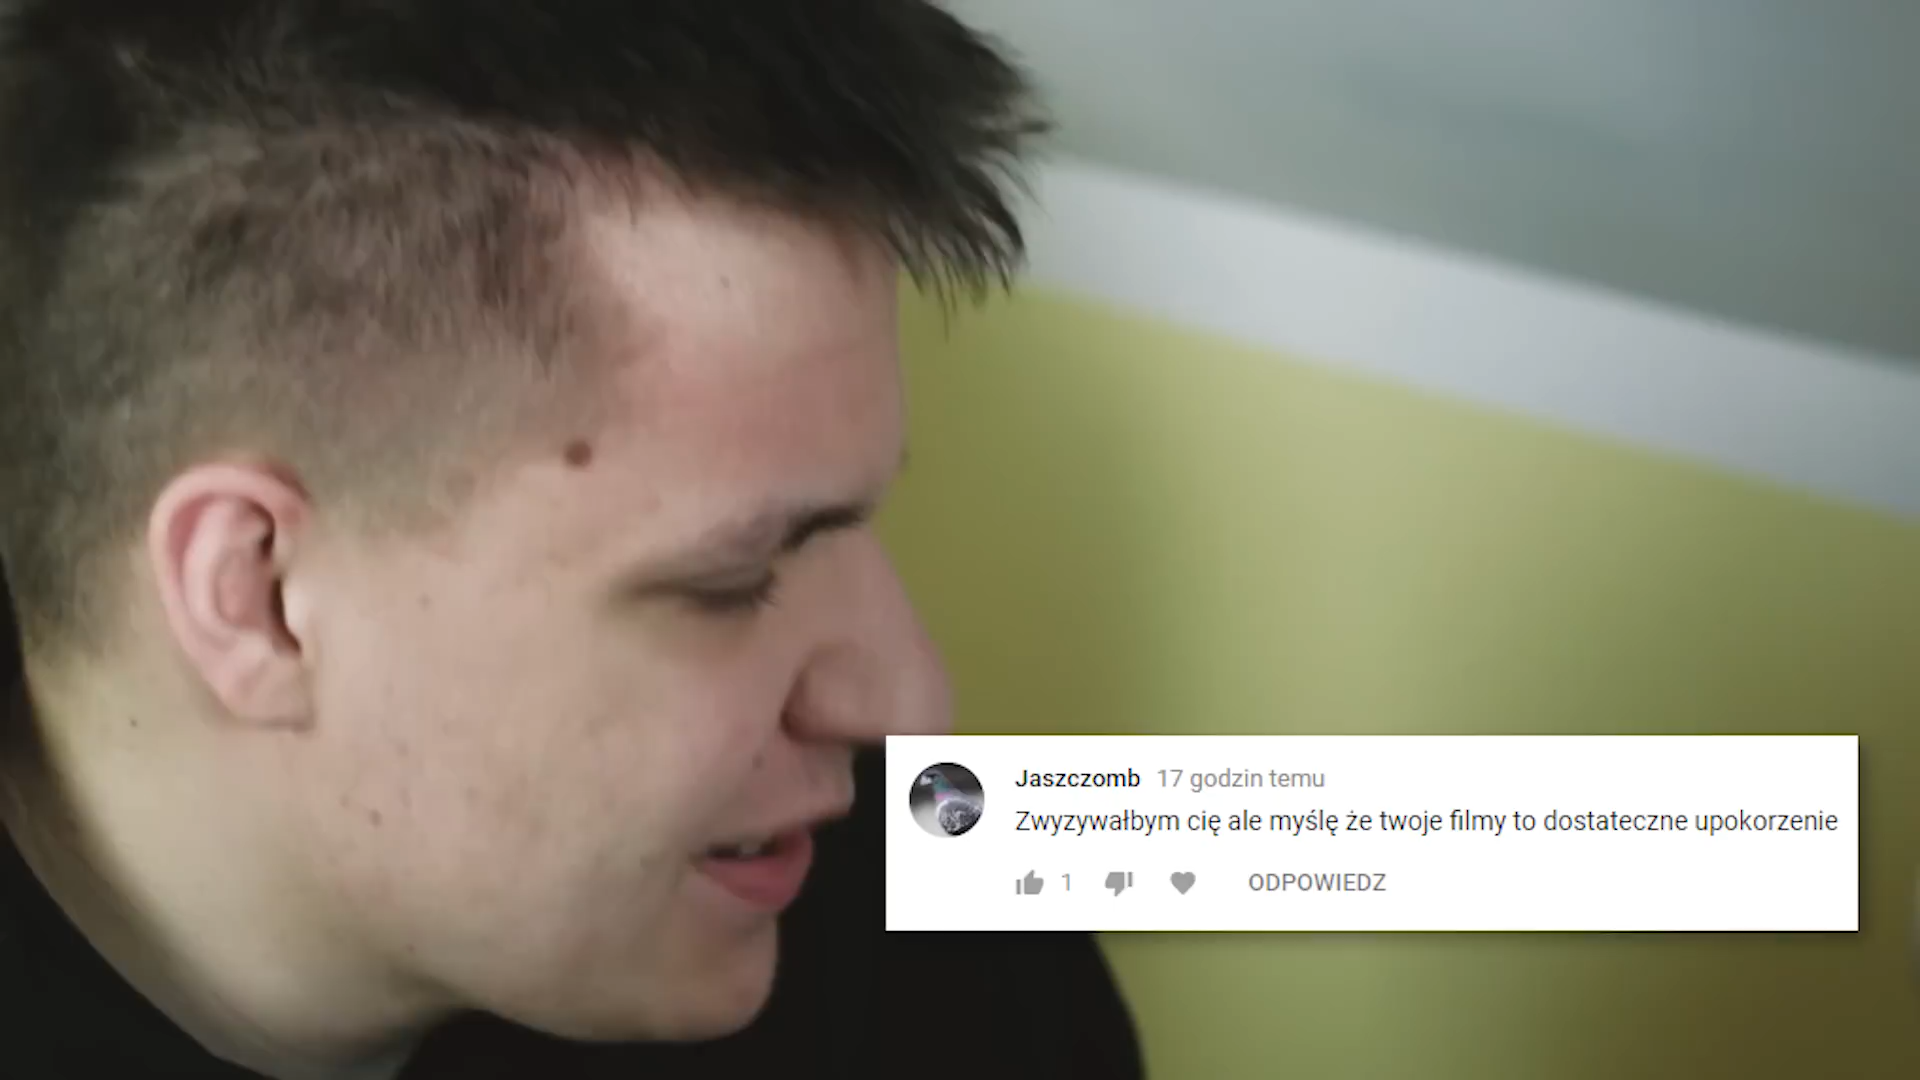 Jaszczomb 17 godzin temu
Zwyzywałbym cię ale myślę że twoje filmy to dostateczne upokorzenie
1 ODPOWIEDZ